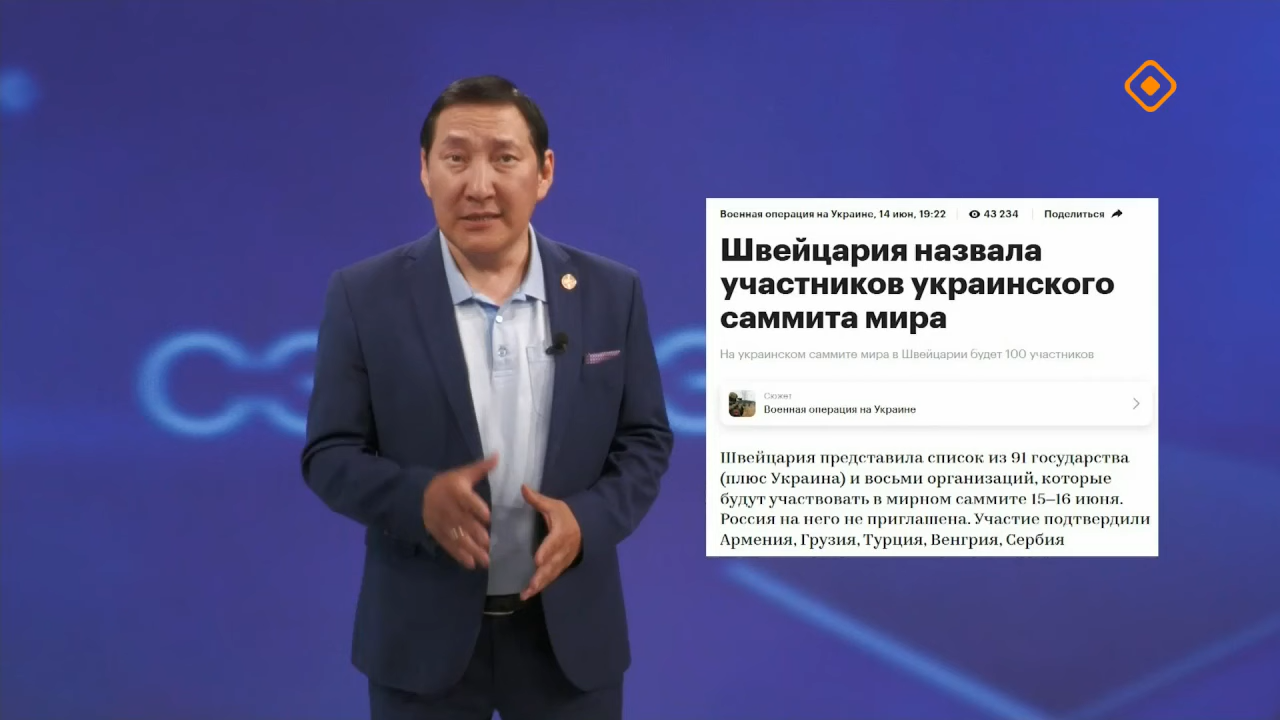 Военная операция на Украине, 14 июн, 19:22 43 234 Поделиться
Швейцария назвала
участников украинского
саммита мира
На украинском саммите мира в Швейцарии будет 100 участников
Сюжет
Военная операция на Украине
Швейцария представила список из 91 государства
(плюс Украина) и восьми организаций, которые
будут участвовать в мирном саммите 15–16 июня.
Россия на него не приглашена. Участие подтвердили
Армения, Грузия, Турция, Венгрия, Сербия